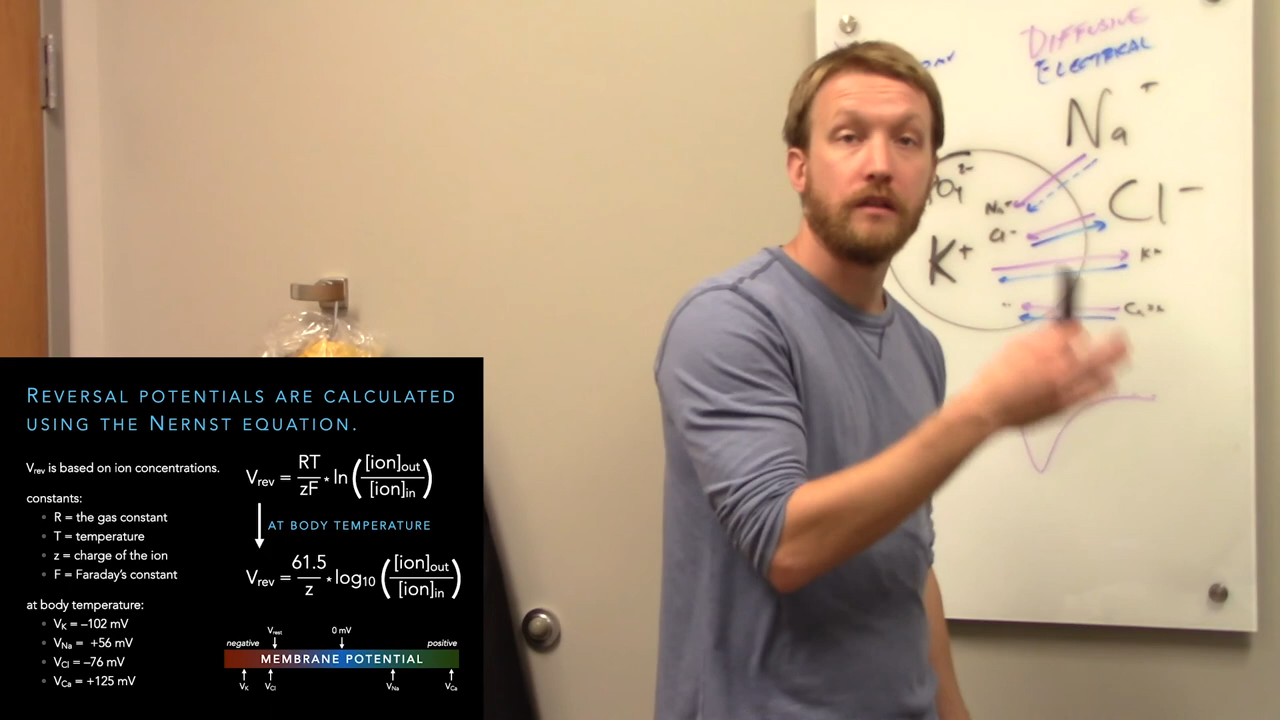 DIFFUSIVE
ELECTRICAL
Na+
Cl-
Na+
Cl-
K+
K+
REVERSAL POTENTIALS ARE CALCULATED
USING THE NERNST EQUATION.
Vrev is based on ion concentrations.
constants:
• R = the gas constant
• T = temperature
• z = charge of the ion
• F = Faraday's constant
at body temperature:
• VK = –102 mV
• VNa = +56 mV
• VCl = –76 mV
• VCa = +125 mV
Vrev = RT/zF * ln([ion]out/[ion]in)
AT BODY TEMPERATURE
Vrev = 61.5/z * log10([ion]out/[ion]in)
Vrest 0 mV
negative positive
MEMBRANE POTENTIAL
VK VCl VNa VCa